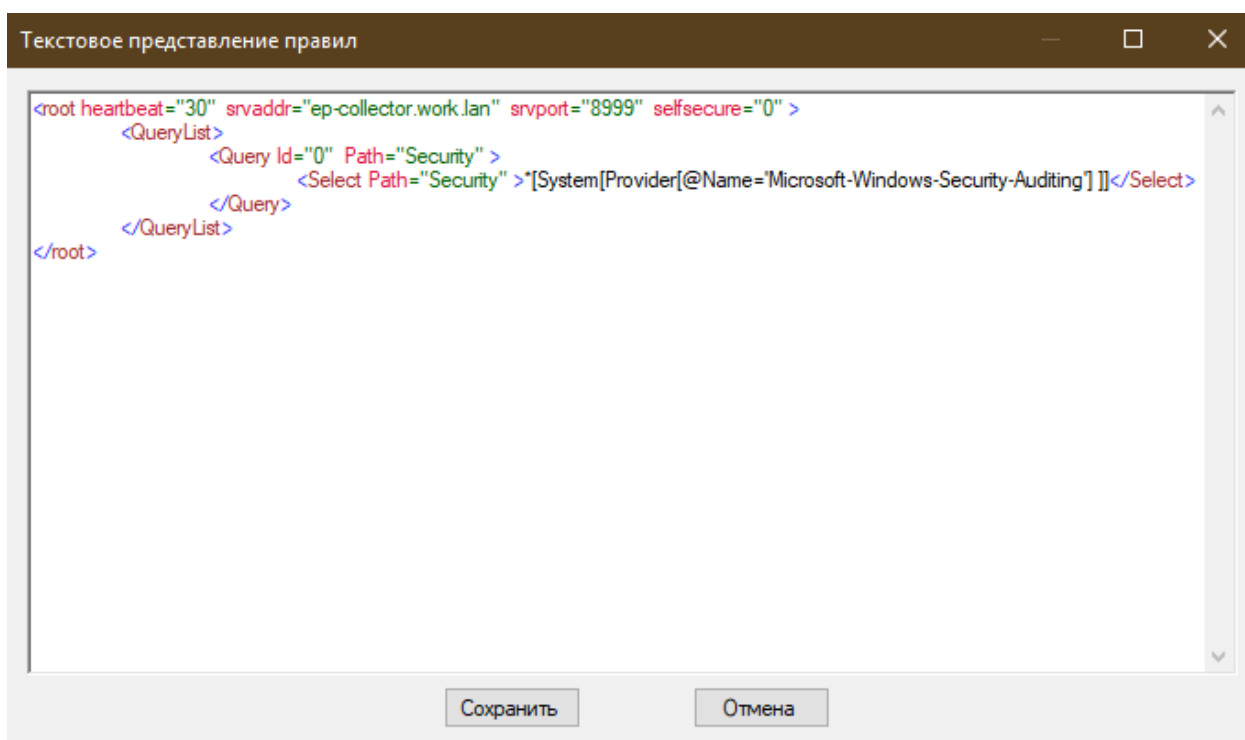 Текстовое представление правил
<root heartbeat="30" srvaddr="ep-collector.work.lan" srvport="8999" selfsecure="0" >
<QueryList>
<Query Id="0" Path="Security" >
<Select Path="Security" >*[System[Provider[@Name='Microsoft-Windows-Security-Auditing'] ]]</Select>
</Query>
</QueryList>
</root>
Сохранить Отмена